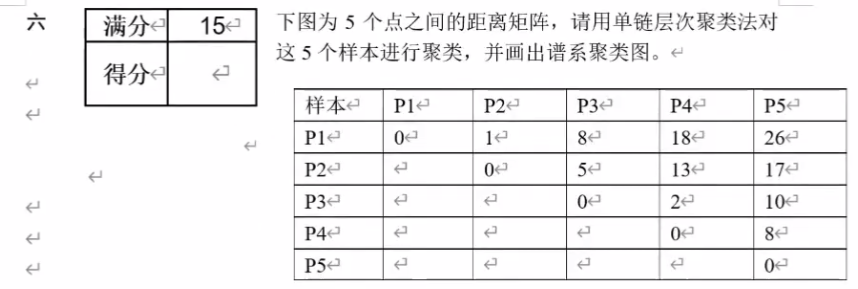 六
满分 15
得分
下图为 5 个点之间的距离矩阵，请用单链层次聚类法对
这 5 个样本进行聚类，并画出谱系聚类图。
样本 P1 P2 P3 P4 P5
P1 0 1 8 18 26
P2 0 5 13 17
P3 0 2 10
P4 0 8
P5 0